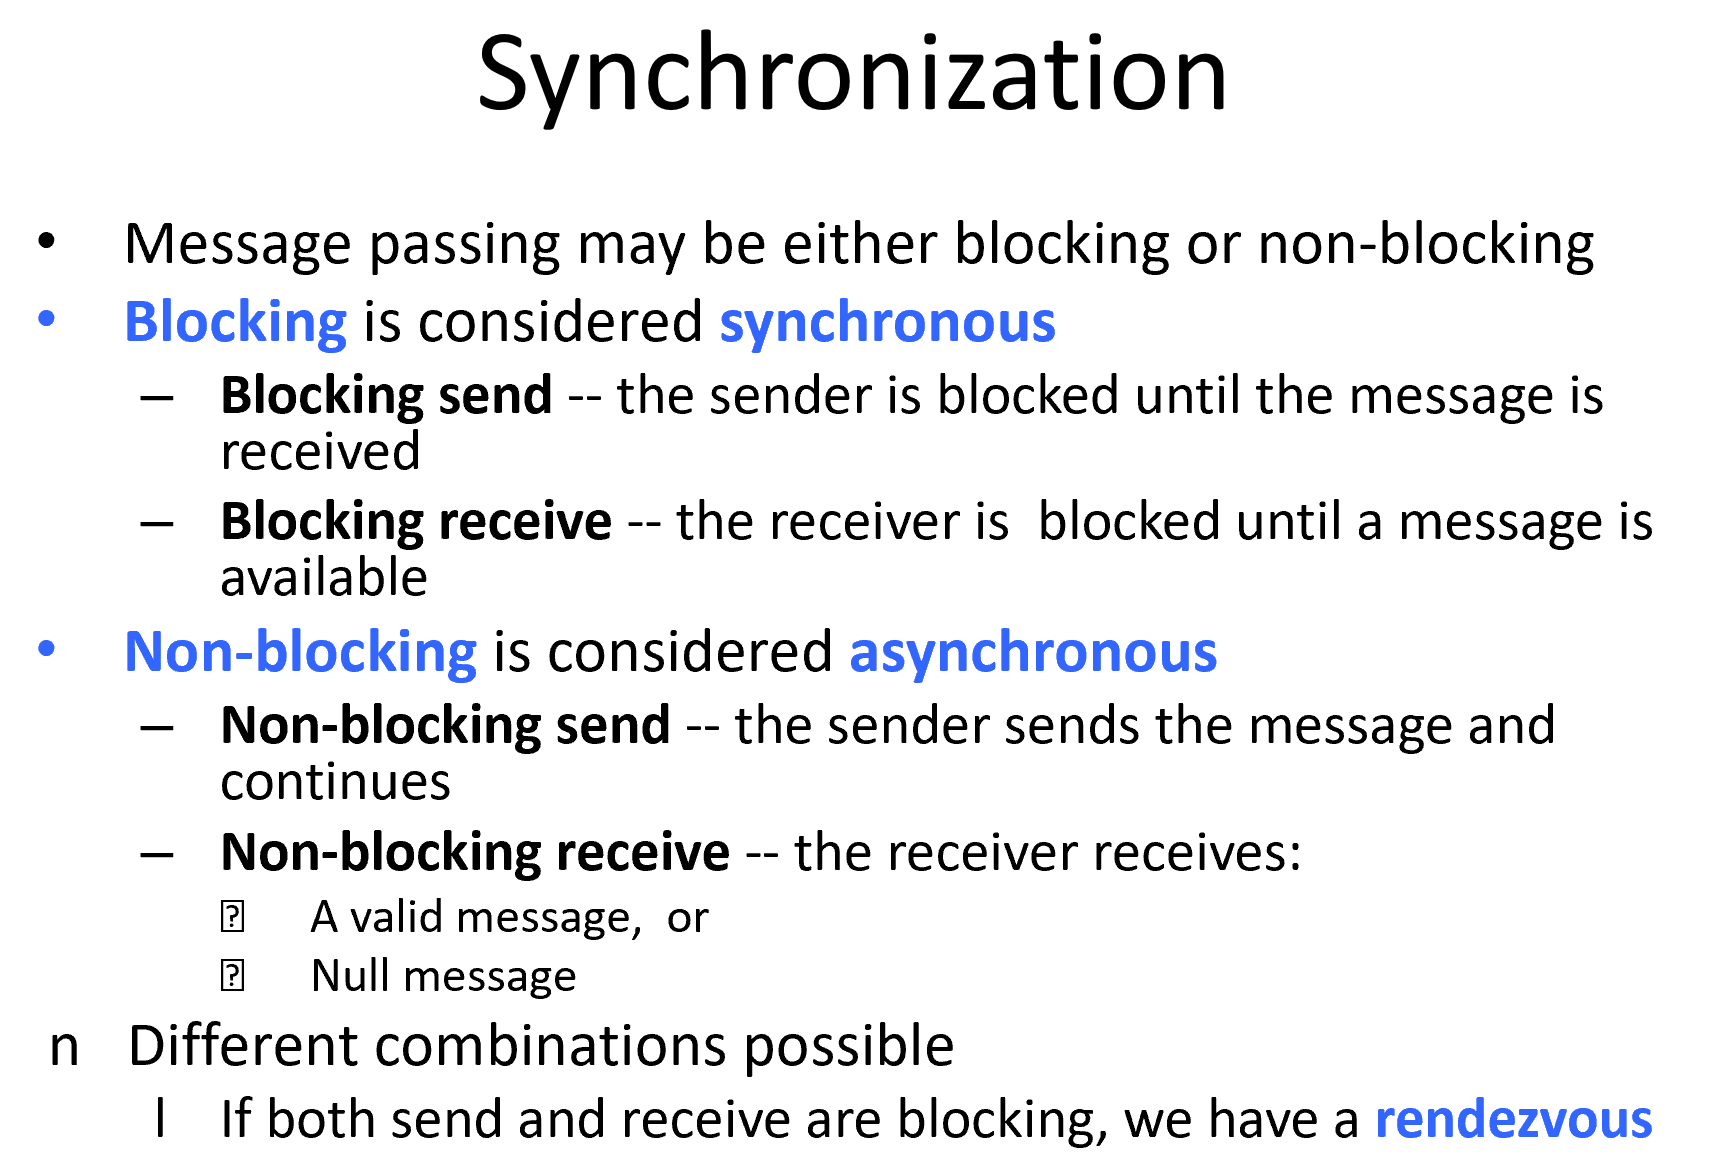 Synchronization
• Message passing may be either blocking or non-blocking
• Blocking is considered synchronous
– Blocking send -- the sender is blocked until the message is
received
– Blocking receive -- the receiver is  blocked until a message is
available
• Non-blocking is considered asynchronous
– Non-blocking send -- the sender sends the message and
continues
– Non-blocking receive -- the receiver receives:
⍰ A valid message,  or
⍰ Null message
n Different combinations possible
l If both send and receive are blocking, we have a rendezvous